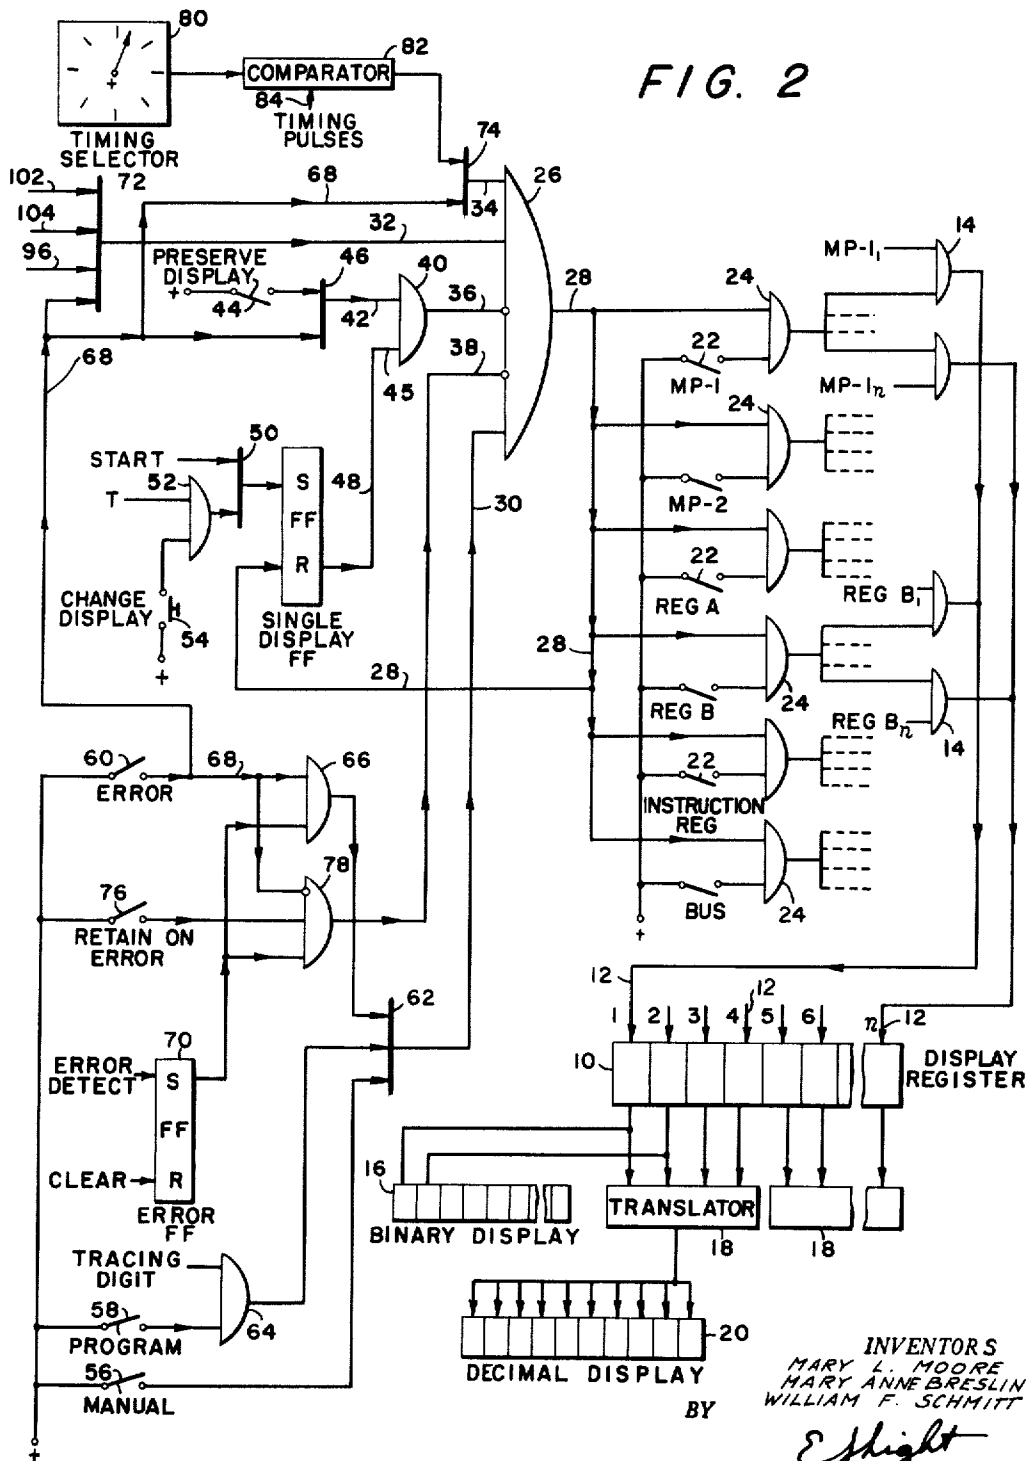 FIG. 2
80
82
COMPARATOR
84
TIMING
PULSES
TIMING
SELECTOR
74
26
102
72
68
34
104
32
96
PRESERVE
DISPLAY
46
40
44
42
36
28
38
45
68
START
50
52
T
S
FF
R
48
30
CHANGE
DISPLAY
54
SINGLE
DISPLAY
FF
28
28
MP-1₁
14
24
22
MP-1
MP-1n
24
MP-2
22
REG A
REG B₁
REG B
24
REG Bn
14
22
INSTRUCTION
REG
BUS
24
60
ERROR
68
66
78
76
RETAIN ON
ERROR
62
70
ERROR
DETECT
S
FF
R
CLEAR
ERROR
FF
TRACING
DIGIT
58
PROGRAM
64
56
MANUAL
12
12
1 2 3 4 5 6 n 12
10
DISPLAY
REGISTER
16
BINARY DISPLAY
TRANSLATOR
18
18
20
DECIMAL DISPLAY
INVENTORS
MARY L. MOORE
MARY ANNE BRESLIN
WILLIAM F. SCHMITT
BY